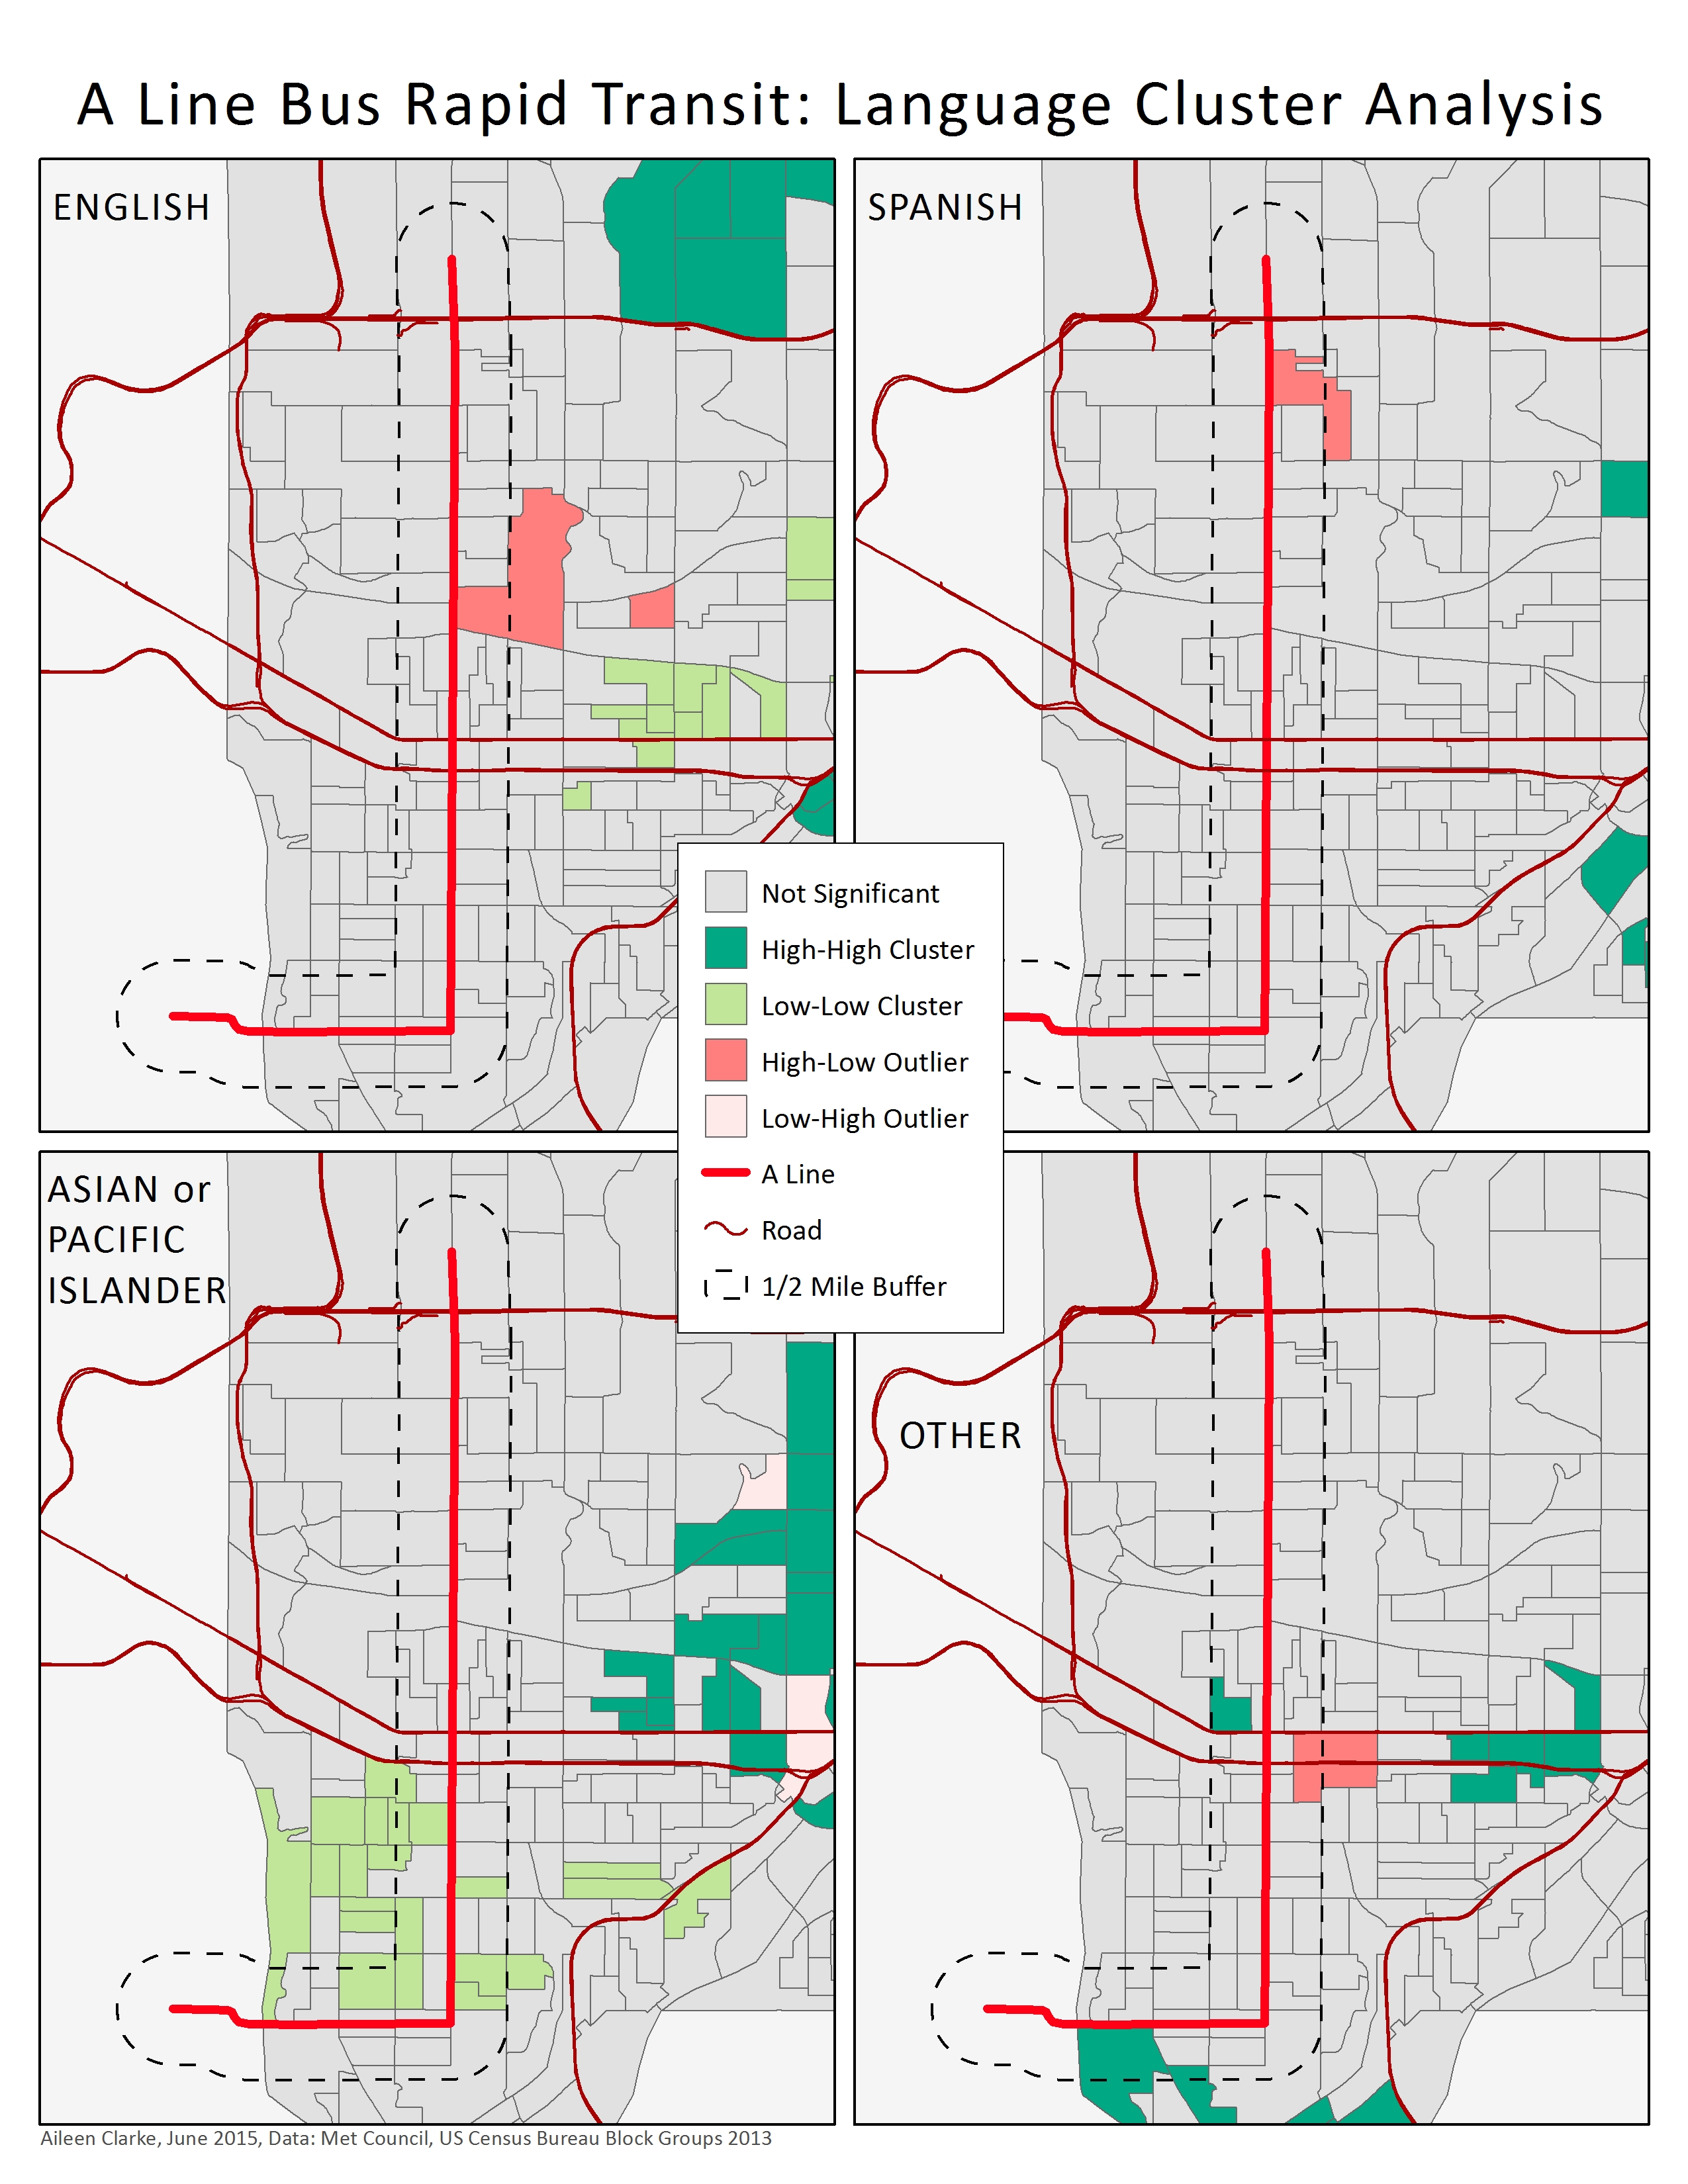 A Line Bus Rapid Transit: Language Cluster Analysis
ENGLISH
SPANISH
Not Significant
High-High Cluster
Low-Low Cluster
High-Low Outlier
Low-High Outlier
A Line
Road
1/2 Mile Buffer
ASIAN or
PACIFIC
ISLANDER
OTHER
Aileen Clarke, June 2015, Data: Met Council, US Census Bureau Block Groups 2013